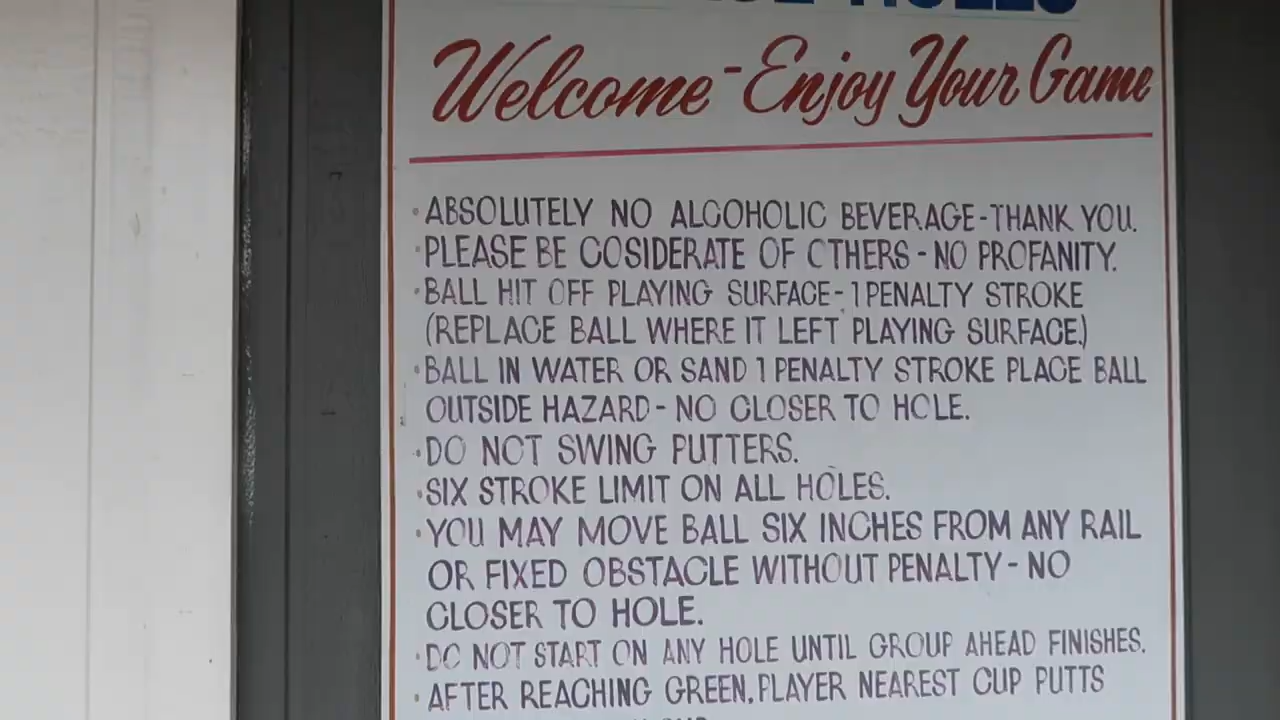 Welcome - Enjoy Your Game
· ABSOLUTELY NO ALCOHOLIC BEVERAGE - THANK YOU.
· PLEASE BE COSIDERATE OF OTHERS - NO PROFANITY.
· BALL HIT OFF PLAYING SURFACE - 1 PENALTY STROKE
(REPLACE BALL WHERE IT LEFT PLAYING SURFACE.)
· BALL IN WATER OR SAND 1 PENALTY STROKE PLACE BALL
OUTSIDE HAZARD - NO CLOSER TO HOLE.
· DO NOT SWING PUTTERS.
· SIX STROKE LIMIT ON ALL HOLES.
· YOU MAY MOVE BALL SIX INCHES FROM ANY RAIL
OR FIXED OBSTACLE WITHOUT PENALTY - NO
CLOSER TO HOLE.
· DO NOT START ON ANY HOLE UNTIL GROUP AHEAD FINISHES.
· AFTER REACHING GREEN, PLAYER NEAREST CUP PUTTS